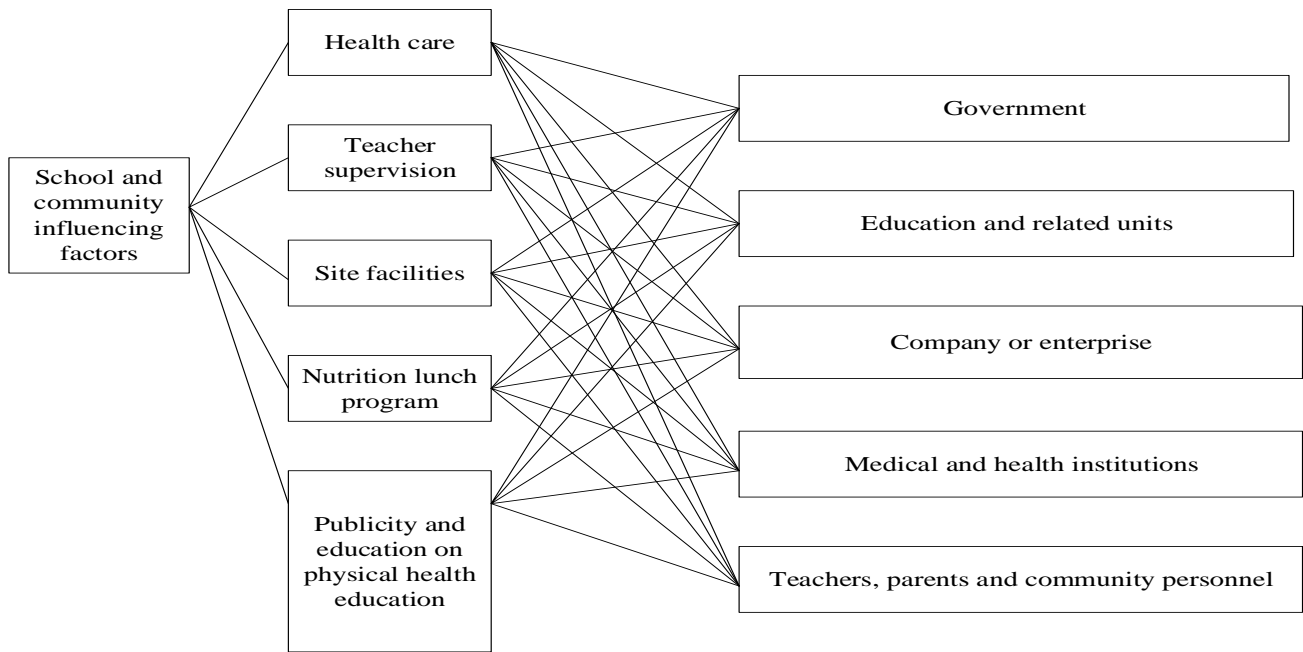 School and
community
influencing
factors
Health care
Teacher
supervision
Site facilities
Nutrition lunch
program
Publicity and
education on
physical health
education
Government
Education and related units
Company or enterprise
Medical and health institutions
Teachers, parents and community personnel